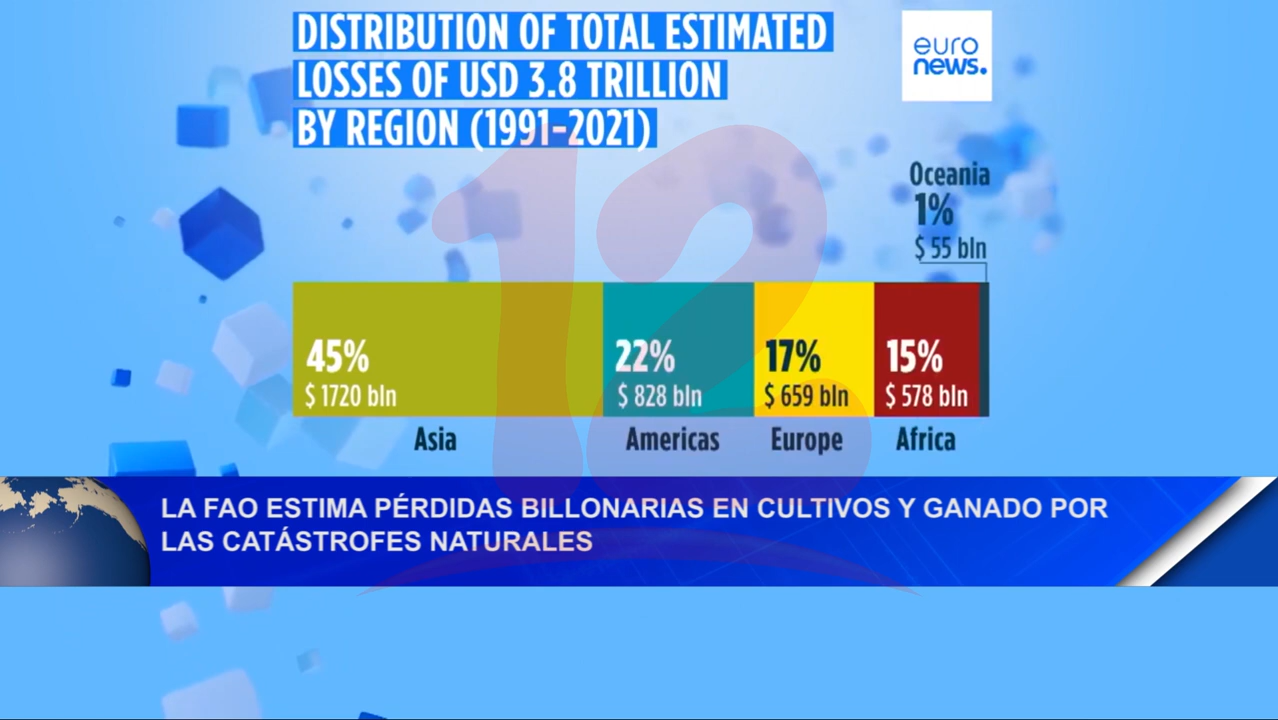 DISTRIBUTION OF TOTAL ESTIMATED
LOSSES OF USD 3.8 TRILLION
BY REGION (1991-2021)
euro
news.
Oceania
1%
$ 55 bln
45%
$ 1720 bln
22%
$ 828 bln
17%
$ 659 bln
15%
$ 578 bln
Asia
Americas
Europe
Africa
12
LA FAO ESTIMA PÉRDIDAS BILLONARIAS EN CULTIVOS Y GANADO POR
LAS CATÁSTROFES NATURALES